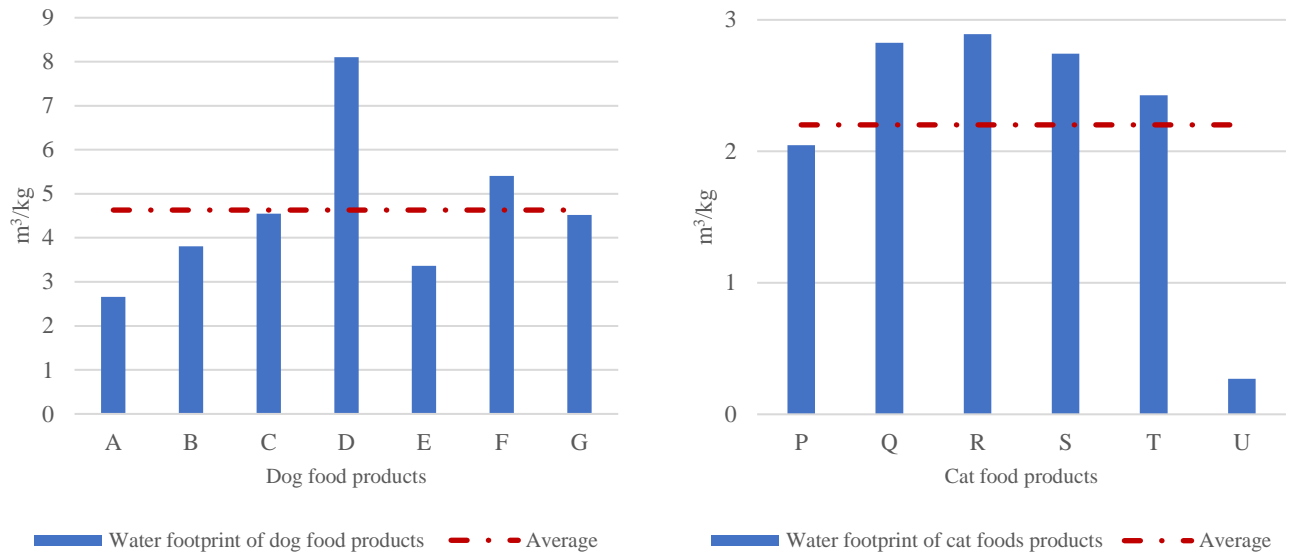 9
8
7
6
5
4
3
2
1
0
m³/kg
A B C D E F G
Dog food products
Water footprint of dog food products Average
3
2
1
0
m³/kg
P Q R S T U
Cat food products
Water footprint of cat foods products Average